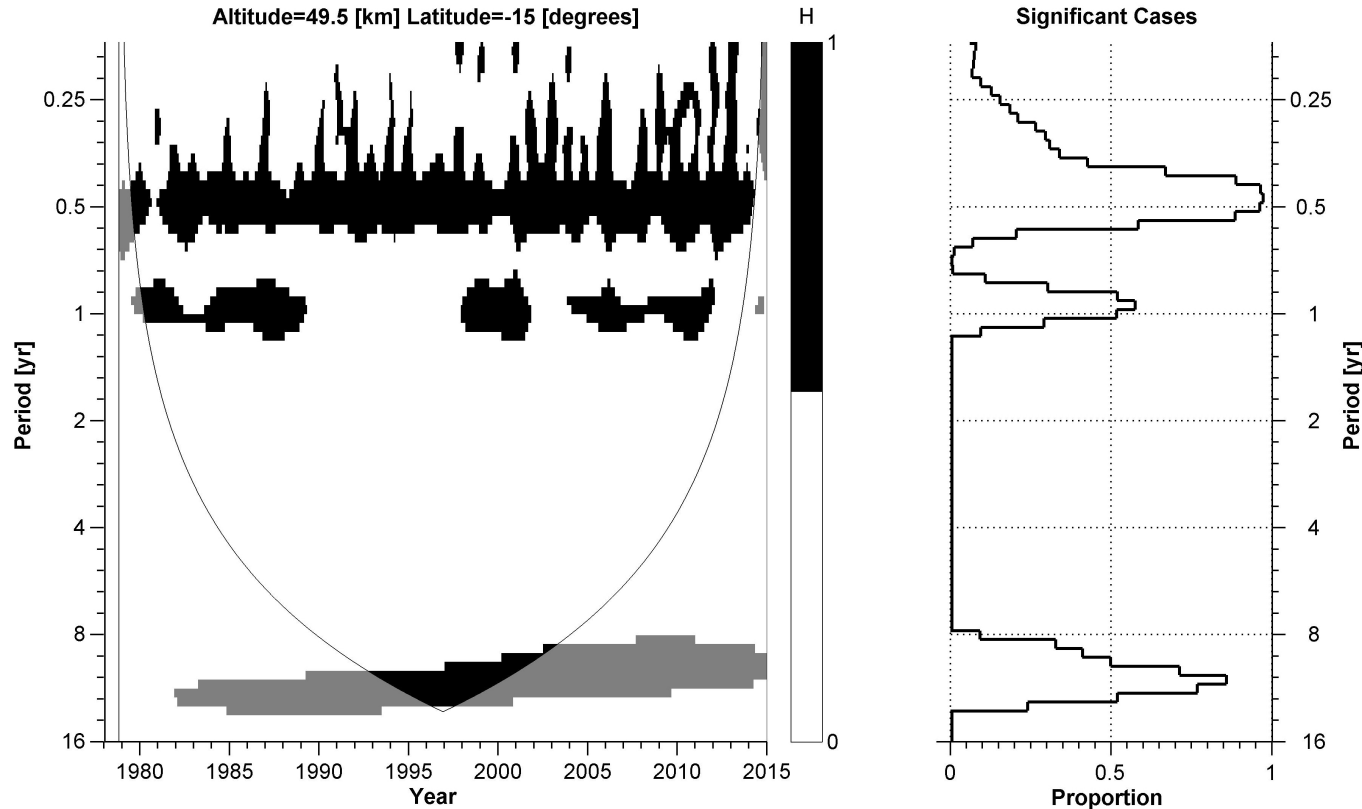 Altitude=49.5 [km] Latitude=-15 [degrees]
H
Significant Cases
1
0.25
0.25
0.5
0.5
1
1
Period [yr]
Period [yr]
2
2
4
4
8
8
16
0
16
1980 1985 1990 1995 2000 2005 2010 2015
0 0.5 1
Year
Proportion